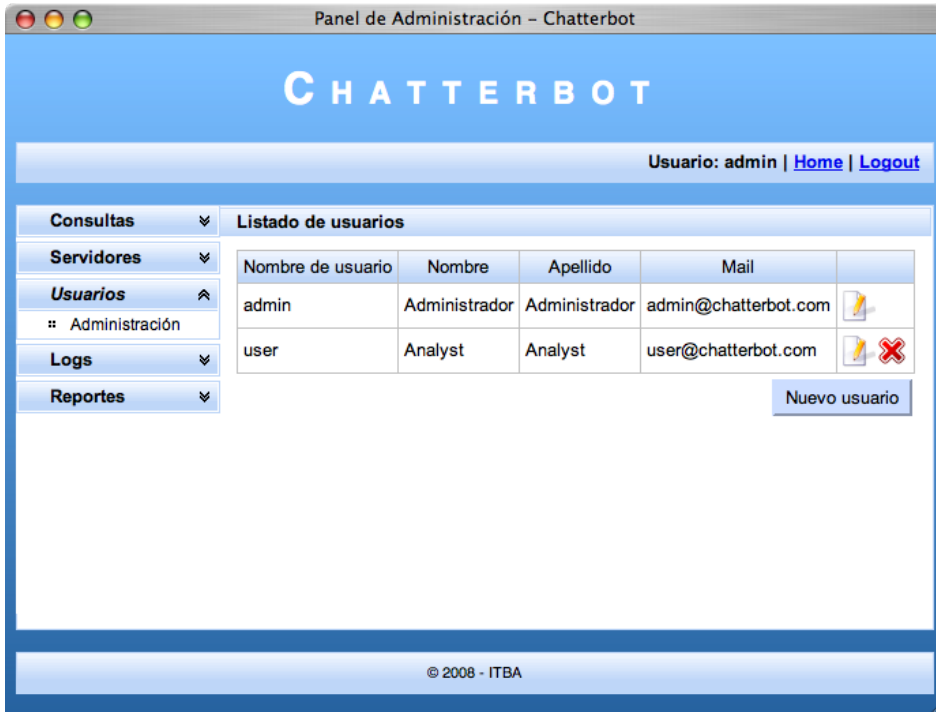 Panel de Administración – Chatterbot
CHATTERBOT
Usuario: admin | Home | Logout
Consultas
Servidores
Usuarios
Administración
Logs
Reportes
Listado de usuarios
Nombre de usuario Nombre Apellido Mail
admin Administrador Administrador admin@chatterbot.com
user Analyst Analyst user@chatterbot.com
Nuevo usuario
© 2008 - ITBA